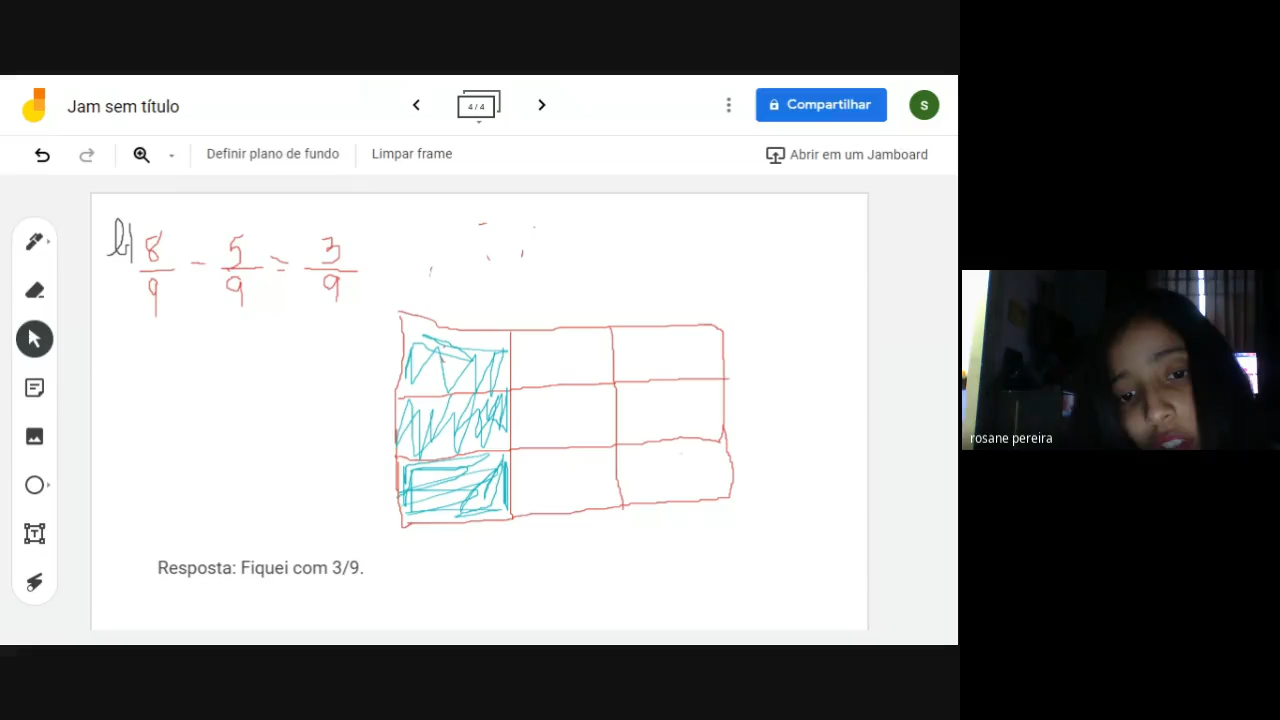 Jam sem título
4 / 4
Compartilhar
S
Definir plano de fundo
Limpar frame
Abrir em um Jamboard
b) 8/9 - 5/9 = 3/9
Resposta: Fiquei com 3/9.
rosane pereira